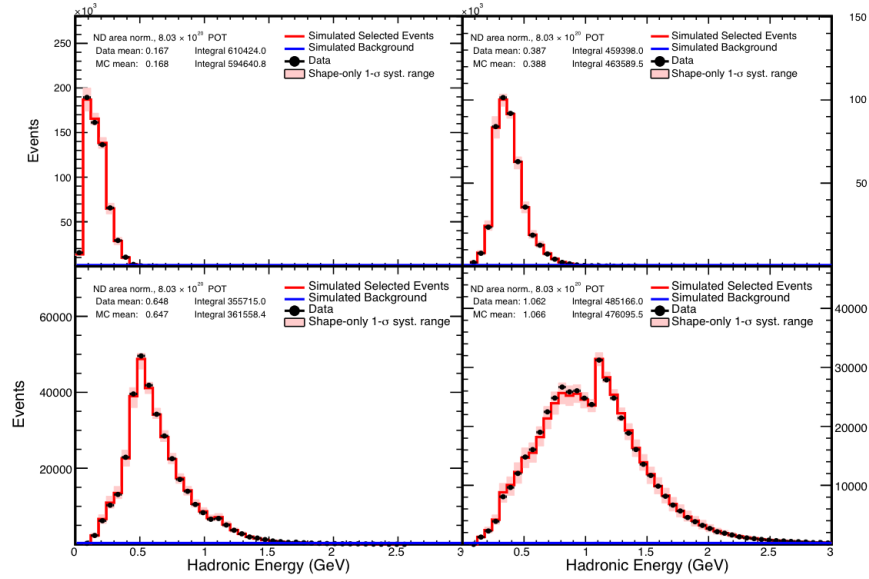 ×10³
ND area norm., 8.03 × 10²⁰ POT
Data mean: 0.167 Integral 610424.0
MC mean: 0.168 Integral 594640.8
Simulated Selected Events
Simulated Background
Data
Shape-only 1-σ syst. range
250
200
150
100
50
Events
×10³
ND area norm., 8.03 × 10²⁰ POT
Data mean: 0.387 Integral 459398.0
MC mean: 0.388 Integral 463589.5
Simulated Selected Events
Simulated Background
Data
Shape-only 1-σ syst. range
150
100
50
ND area norm., 8.03 × 10²⁰ POT
Data mean: 0.648 Integral 355715.0
MC mean: 0.647 Integral 361558.4
Simulated Selected Events
Simulated Background
Data
Shape-only 1-σ syst. range
60000
40000
20000
Events
0.5 1 1.5 2 2.5 3
Hadronic Energy (GeV)
ND area norm., 8.03 × 10²⁰ POT
Data mean: 1.062 Integral 485166.0
MC mean: 1.066 Integral 476095.5
Simulated Selected Events
Simulated Background
Data
Shape-only 1-σ syst. range
40000
30000
20000
10000
0.5 1 1.5 2 2.5 3
Hadronic Energy (GeV)